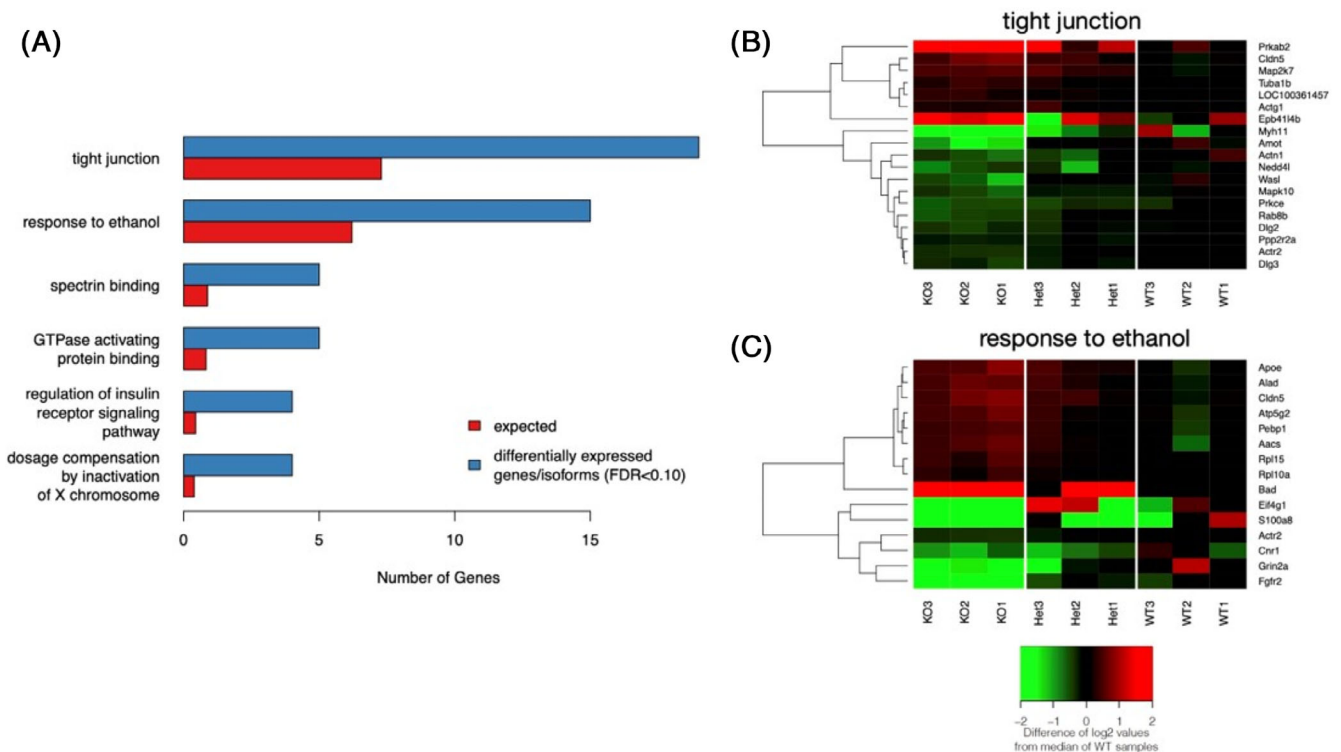 (A)
tight junction
response to ethanol
spectrin binding
GTPase activating
protein binding
regulation of insulin
receptor signaling
pathway
dosage compensation
by inactivation
of X chromosome
expected
differentially expressed
genes/isoforms (FDR<0.10)
0 5 10 15
Number of Genes
(B)
tight junction
Prkab2
Cldn5
Map2k7
Tuba1b
LOC100361457
Actg1
Epb41l4b
Myh11
Amot
Actn1
Nedd4l
Wasl
Mapk10
Prkce
Rab8b
Dlg2
Ppp2r2a
Actr2
Dlg3
KO3 KO2 KO1 Het3 Het2 Het1 WT3 WT2 WT1
(C)
response to ethanol
Apoe
Alad
Cldn5
Atp5g2
Pebp1
Aacs
Rpl15
Rpl10a
Bad
Eif4g1
S100a8
Actr2
Cnr1
Grin2a
Fgfr2
KO3 KO2 KO1 Het3 Het2 Het1 WT3 WT2 WT1
−2 −1 0 1 2
Difference of log2 values
from median of WT samples